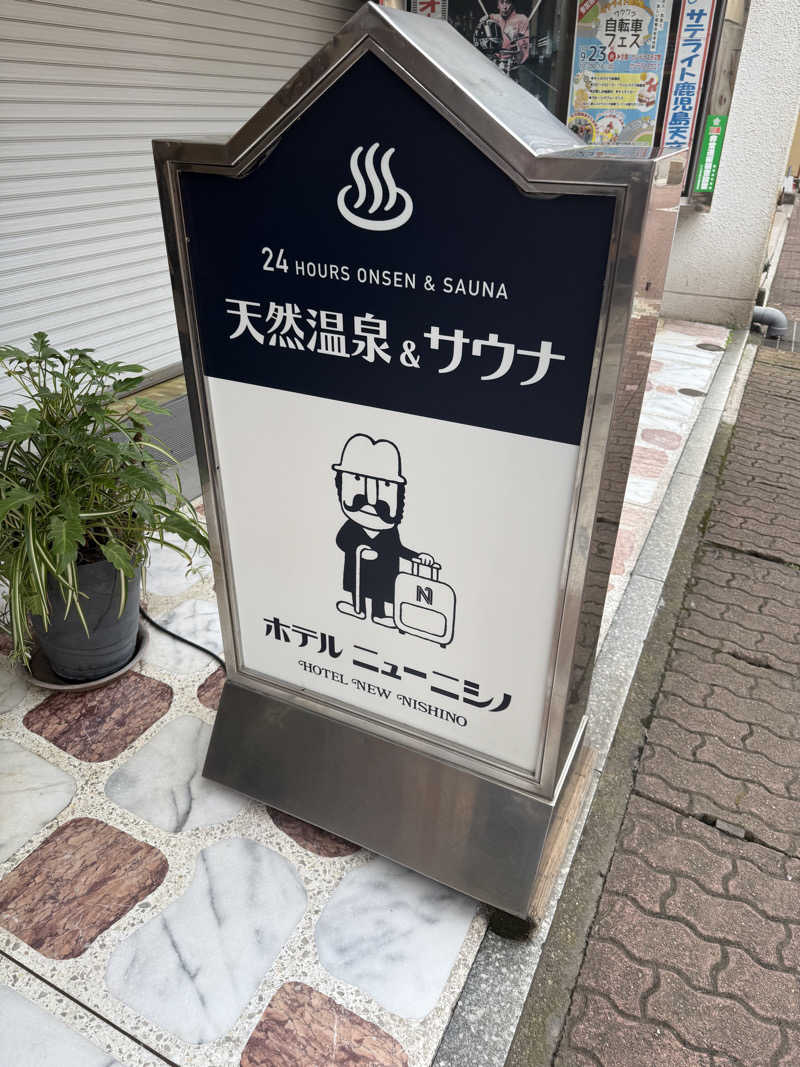 自転車
フェス
9 23
サテライト鹿児島天
24 HOURS ONSEN & SAUNA
天然温泉&サウナ
N
ホテル ニューニシノ
HOTEL NEW NISHINO